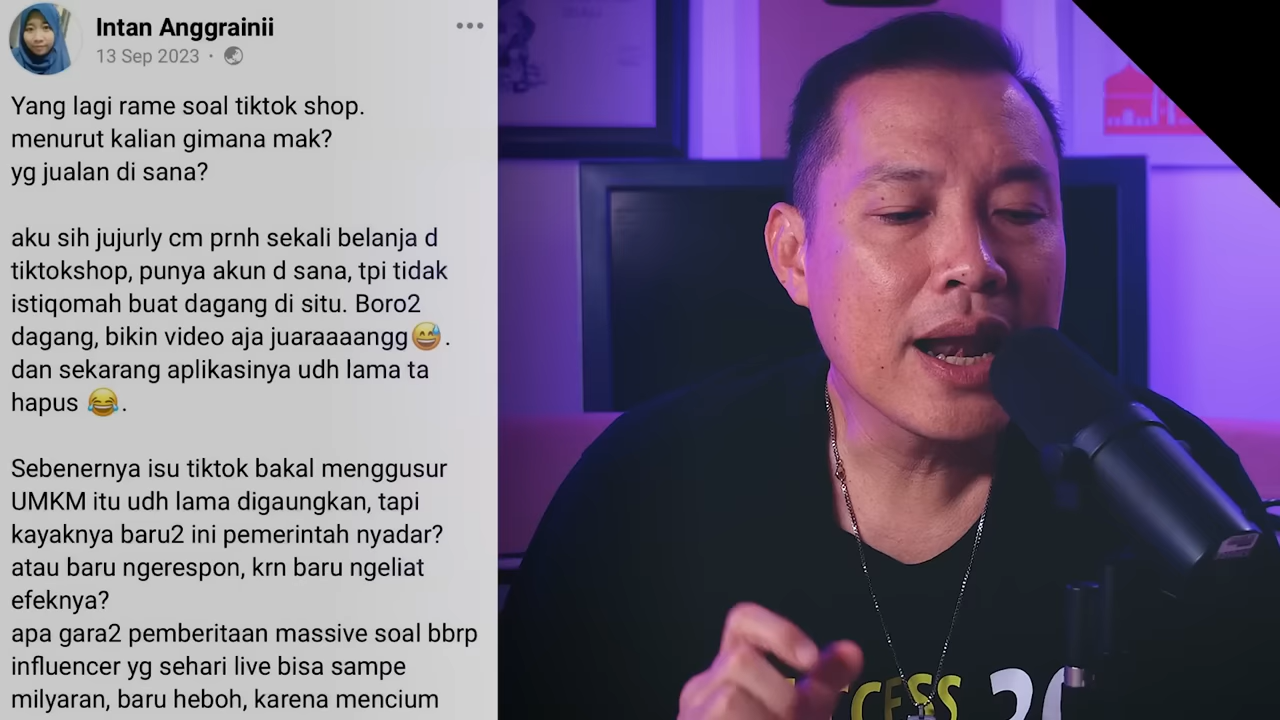 Intan Anggrainii
13 Sep 2023 ·
Yang lagi rame soal tiktok shop.
menurut kalian gimana mak?
yg jualan di sana?
aku sih jujurly cm prnh sekali belanja d
tiktokshop, punya akun d sana, tpi tidak
istiqomah buat dagang di situ. Boro2
dagang, bikin video aja juaraaaangg😅.
dan sekarang aplikasinya udh lama ta
hapus 😂.
Sebenernya isu tiktok bakal menggusur
UMKM itu udh lama digaungkan, tapi
kayaknya baru2 ini pemerintah nyadar?
atau baru ngerespon, krn baru ngeliat
efeknya?
apa gara2 pemberitaan massive soal bbrp
influencer yg sehari live bisa sampe
milyaran, baru heboh, karena mencium